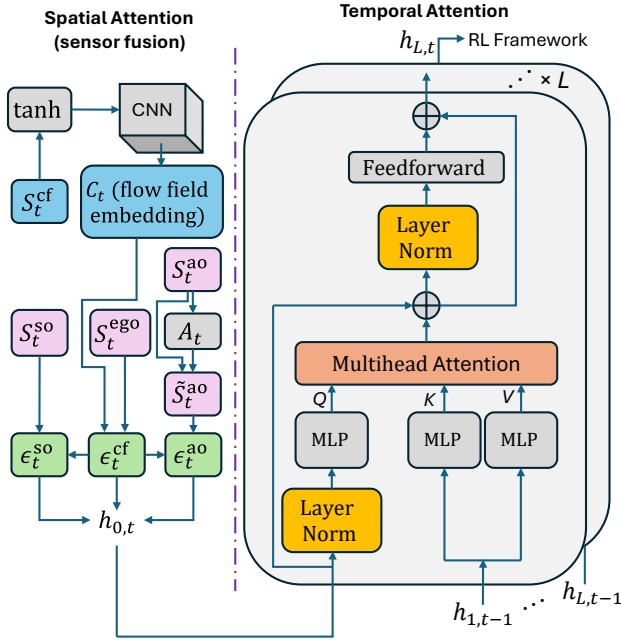 Spatial Attention
(sensor fusion)
Temporal Attention
h_{L,t}
RL Framework
⋰ × L
tanh
CNN
S_t^{cf}
C_t (flow field
embedding)
S_t^{ao}
S_t^{so}
S_t^{ego}
A_t
S̃_t^{ao}
ϵ_t^{so}
ϵ_t^{cf}
ϵ_t^{ao}
h_{0,t}
Feedforward
Layer
Norm
Multihead Attention
Q
K
V
MLP
MLP
MLP
Layer
Norm
h_{1,t−1}
⋰
h_{L,t−1}